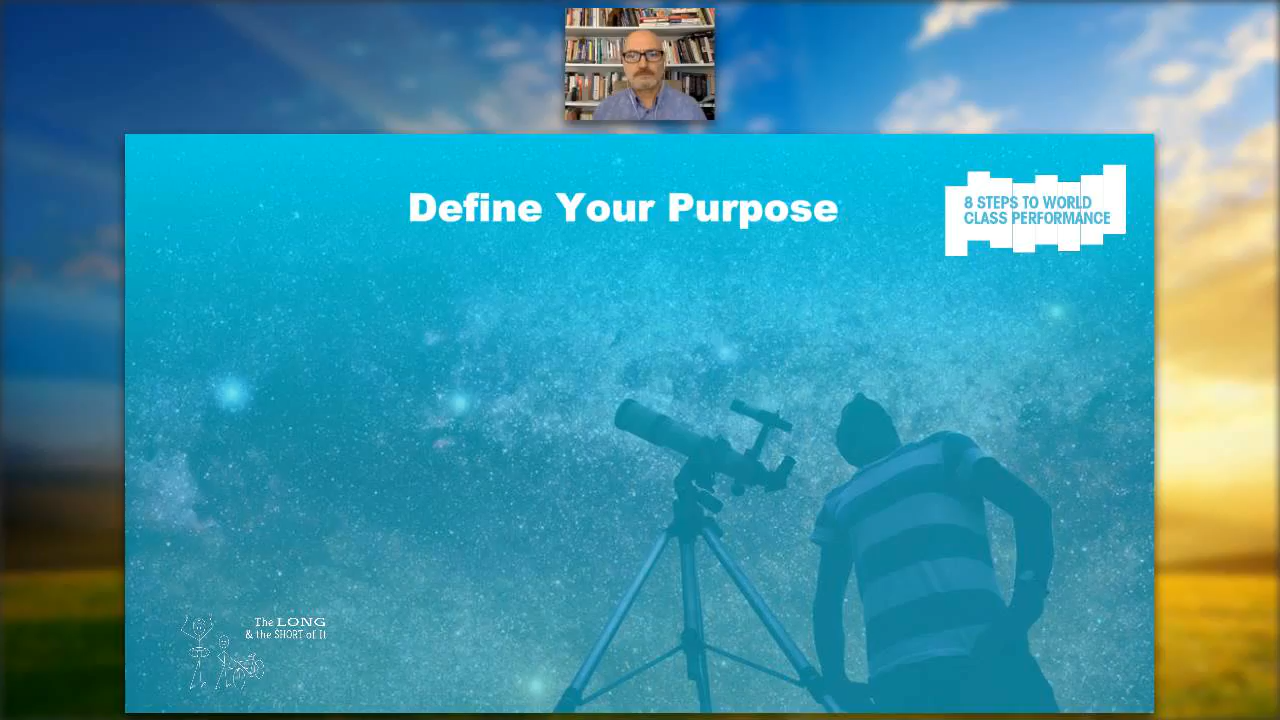 Define Your Purpose
8 STEPS TO WORLD
CLASS PERFORMANCE
The LONG
& the SHORT of It